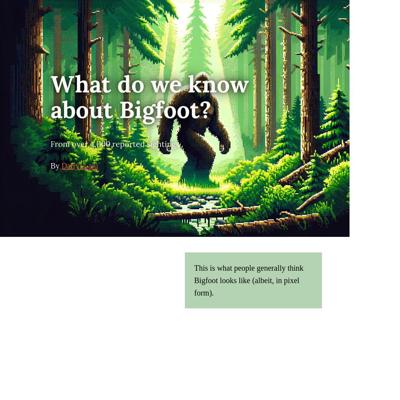 What do we know
about Bigfoot?
From over 4,000 reported sightings.
By
This is what people generally think
Bigfoot looks like (albeit, in pixel
form).